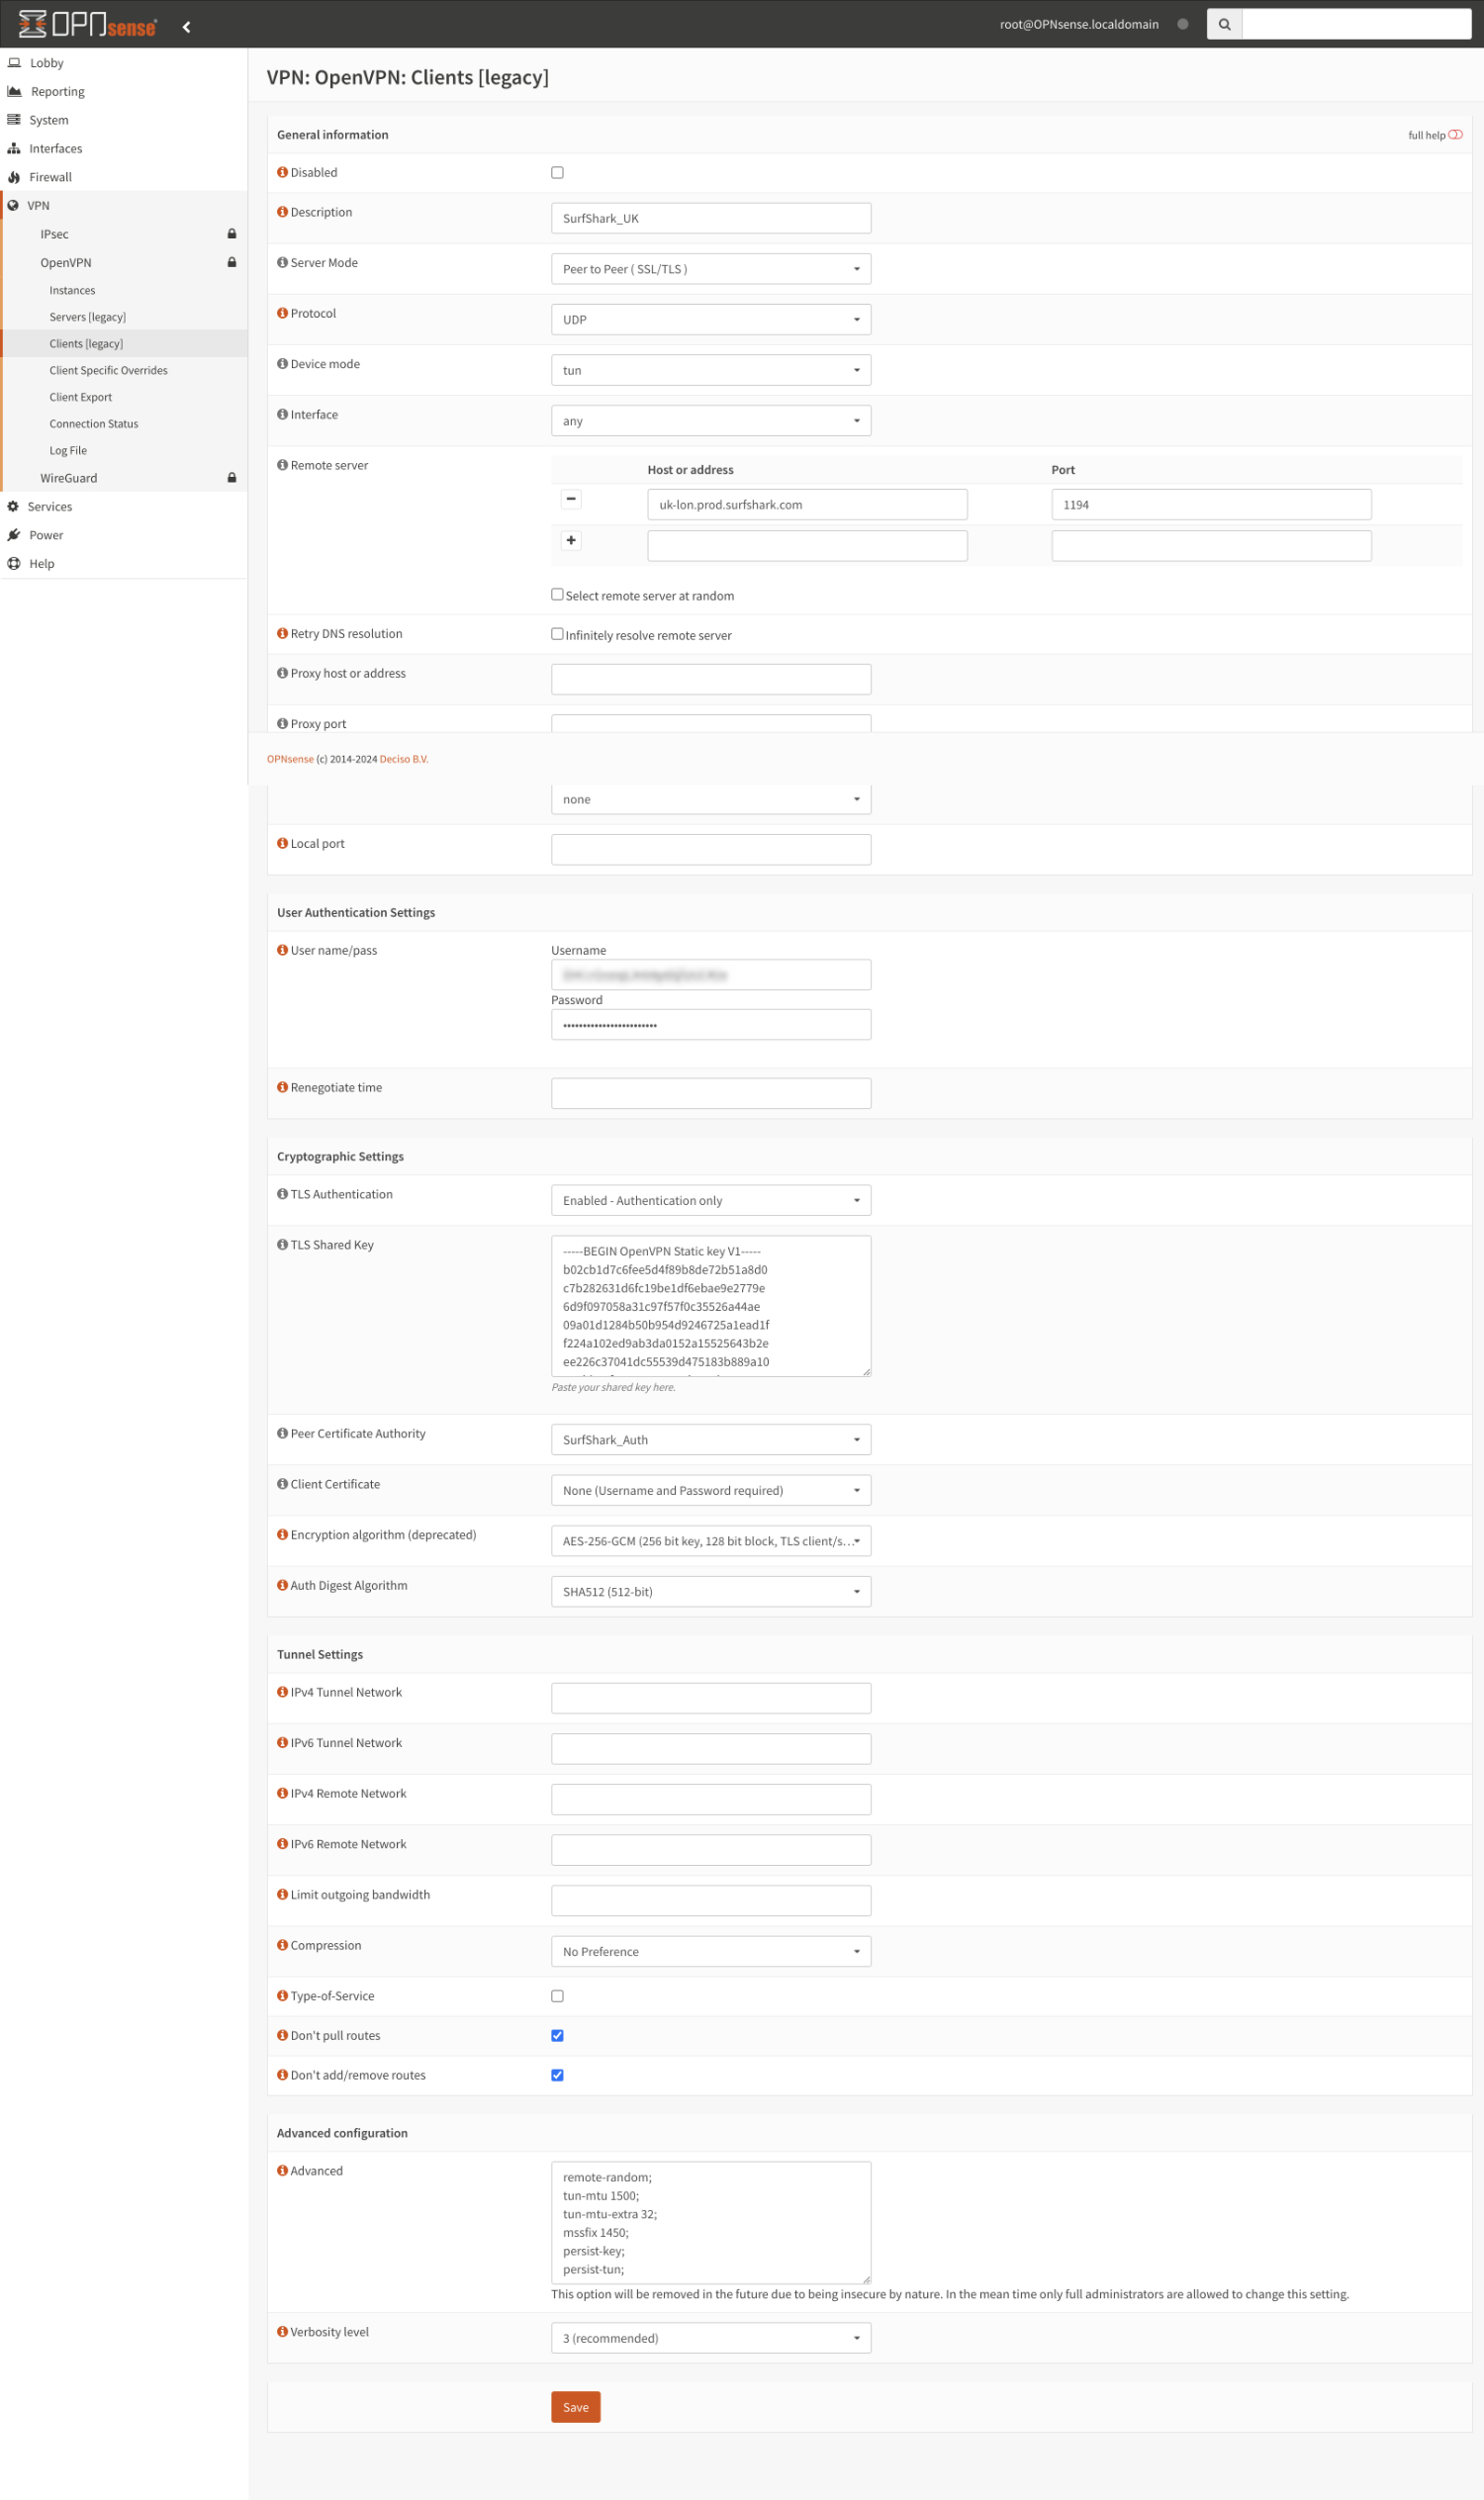 OPNsense
root@OPNsense.localdomain
Lobby
Reporting
System
Interfaces
Firewall
VPN
IPsec
OpenVPN
Instances
Servers [legacy]
Clients [legacy]
Client Specific Overrides
Client Export
Connection Status
Log File
WireGuard
Services
Power
Help
VPN: OpenVPN: Clients [legacy]
General information full help
Disabled
Description SurfShark_UK
Server Mode Peer to Peer ( SSL/TLS )
Protocol UDP
Device mode tun
Interface any
Remote server Host or address Port
uk-lon.prod.surfshark.com 1194
Select remote server at random
Retry DNS resolution Infinitely resolve remote server
Proxy host or address
Proxy port
OPNsense (c) 2014-2024 Deciso B.V.
none
Local port
User Authentication Settings
User name/pass Username
Password
••••••••••••••••••••••••
Renegotiate time
Cryptographic Settings
TLS Authentication Enabled - Authentication only
TLS Shared Key -----BEGIN OpenVPN Static key V1-----
b02cb1d7c6fee5d4f89b8de72b51a8d0
c7b282631d6fc19be1df6ebae9e2779e
6d9f097058a31c97f57f0c35526a44ae
09a01d1284b50b954d9246725a1ead1f
f224a102ed9ab3da0152a15525643b2e
ee226c37041dc55539d475183b889a10
Paste your shared key here.
Peer Certificate Authority SurfShark_Auth
Client Certificate None (Username and Password required)
Encryption algorithm (deprecated) AES-256-GCM (256 bit key, 128 bit block, TLS client/s...
Auth Digest Algorithm SHA512 (512-bit)
Tunnel Settings
IPv4 Tunnel Network
IPv6 Tunnel Network
IPv4 Remote Network
IPv6 Remote Network
Limit outgoing bandwidth
Compression No Preference
Type-of-Service
Don't pull routes
Don't add/remove routes
Advanced configuration
Advanced remote-random;
tun-mtu 1500;
tun-mtu-extra 32;
mssfix 1450;
persist-key;
persist-tun;
This option will be removed in the future due to being insecure by nature. In the mean time only full administrators are allowed to change this setting.
Verbosity level 3 (recommended)
Save